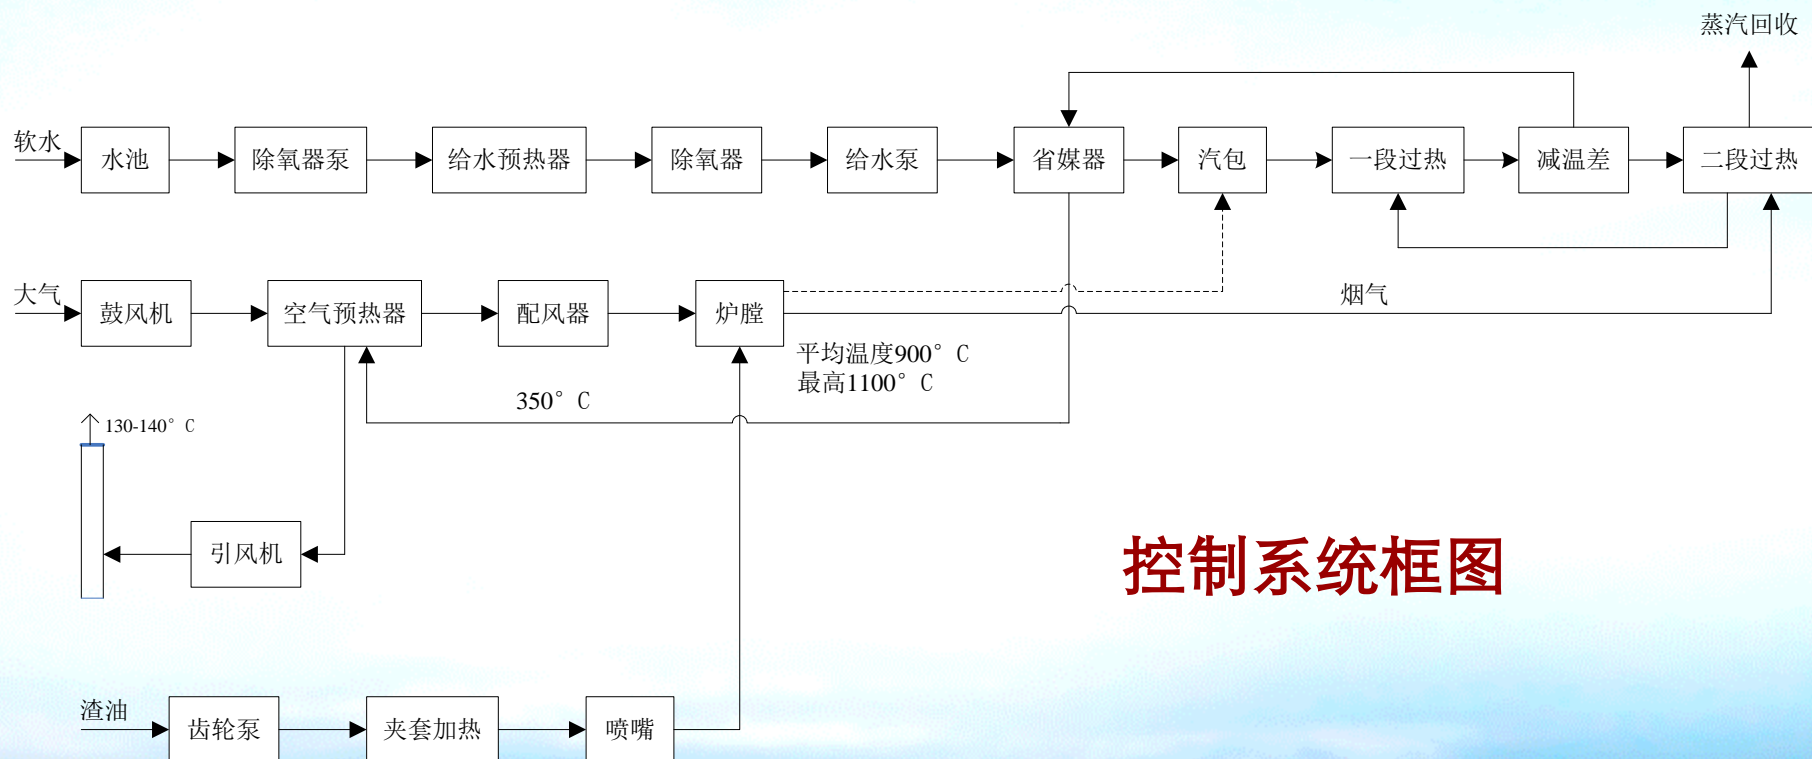 蒸汽回收
软水
水池
除氧器泵
给水预热器
除氧器
给水泵
省媒器
汽包
一段过热
减温差
二段过热
大气
鼓风机
空气预热器
配风器
炉膛
烟气
平均温度900°C
最高1100°C
350°C
130-140°C
引风机
控制系统框图
渣油
齿轮泵
夹套加热
喷嘴